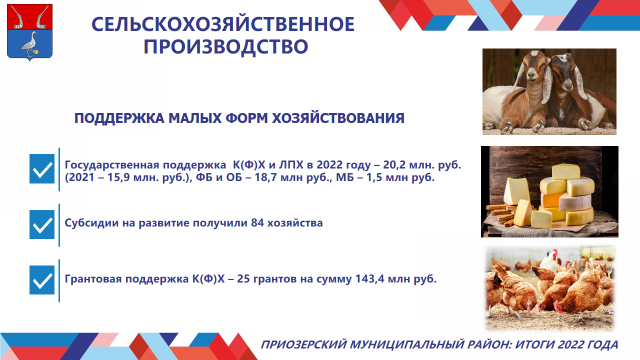 СЕЛЬСКОХОЗЯЙСТВЕННОЕ
ПРОИЗВОДСТВО
ПОДДЕРЖКА МАЛЫХ ФОРМ ХОЗЯЙСТВОВАНИЯ
Государственная поддержка К(Ф)Х и ЛПХ в 2022 году – 20,2 млн. руб.
(2021 – 15,9 млн. руб.), ФБ и ОБ – 18,7 млн руб., МБ – 1,5 млн руб.
Субсидии на развитие получили 84 хозяйства
Грантовая поддержка К(Ф)Х – 25 грантов на сумму 143,4 млн руб.
ПРИОЗЕРСКИЙ МУНИЦИПАЛЬНЫЙ РАЙОН: ИТОГИ 2022 ГОДА